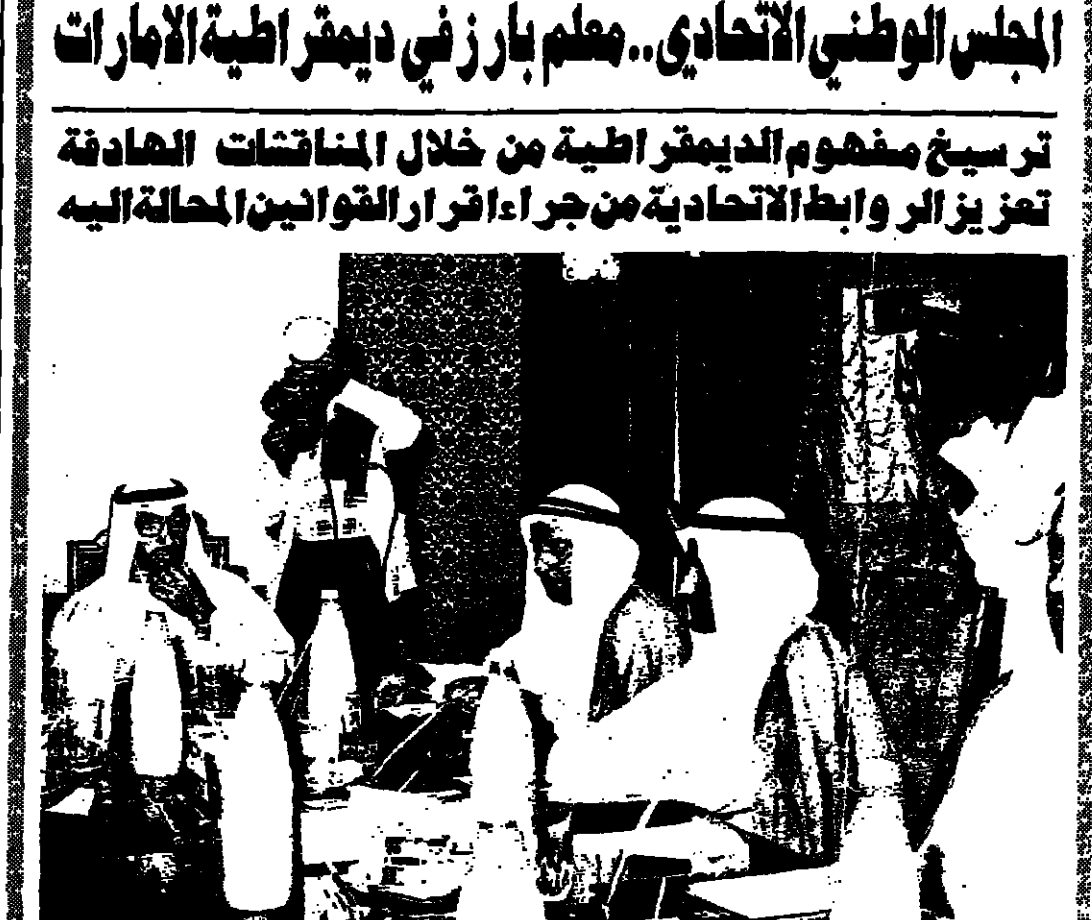 المجلس الوطني الاتحادي.. معلم بارز في ديمقراطية الامارات
ترسيخ مفهوم الديمقراطية من خلال المناقشات الهادفة
تعزيز الروابط الاتحادية من جراء اقرار القوانين المحالة اليه